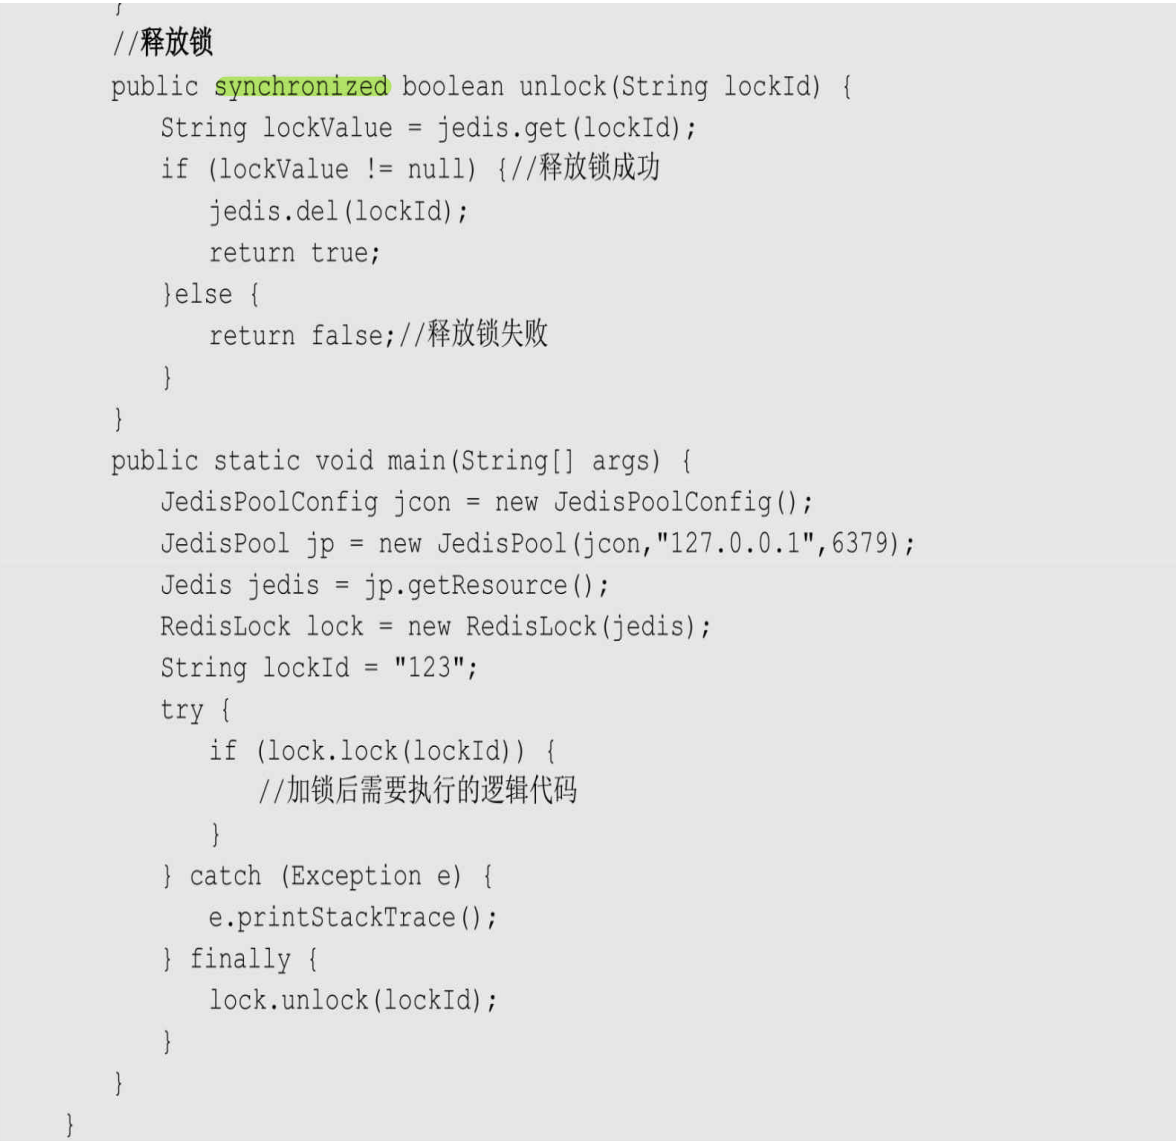 }
//释放锁
public synchronized boolean unlock(String lockId) {
String lockValue = jedis.get(lockId);
if (lockValue != null) {//释放锁成功
jedis.del(lockId);
return true;
}else {
return false;//释放锁失败
}
}
public static void main(String[] args) {
JedisPoolConfig jcon = new JedisPoolConfig();
JedisPool jp = new JedisPool(jcon,"127.0.0.1",6379);
Jedis jedis = jp.getResource();
RedisLock lock = new RedisLock(jedis);
String lockId = "123";
try {
if (lock.lock(lockId)) {
//加锁后需要执行的逻辑代码
}
} catch (Exception e) {
e.printStackTrace();
} finally {
lock.unlock(lockId);
}
}
}